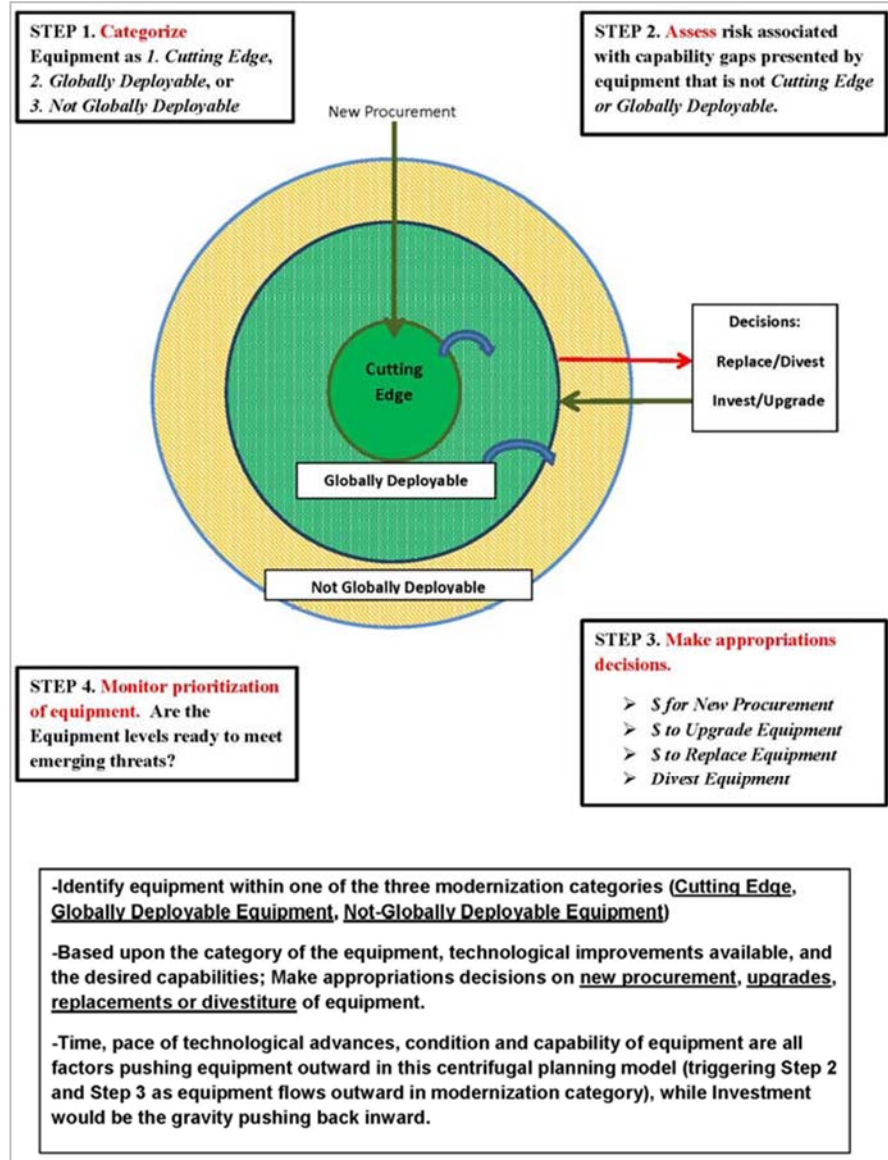 STEP 1. Categorize
Equipment as 1. Cutting Edge,
2. Globally Deployable, or
3. Not Globally Deployable
STEP 2. Assess risk associated
with capability gaps presented by
equipment that is not Cutting Edge
or Globally Deployable.
New Procurement
Cutting
Edge
Globally Deployable
Not Globally Deployable
Decisions:
Replace/Divest
Invest/Upgrade
STEP 3. Make appropriations
decisions.
➢ $ for New Procurement
➢ $ to Upgrade Equipment
➢ $ to Replace Equipment
➢ Divest Equipment
STEP 4. Monitor prioritization
of equipment. Are the
Equipment levels ready to meet
emerging threats?
-Identify equipment within one of the three modernization categories (Cutting Edge,
Globally Deployable Equipment, Not-Globally Deployable Equipment)
-Based upon the category of the equipment, technological improvements available, and
the desired capabilities; Make appropriations decisions on new procurement, upgrades,
replacements or divestiture of equipment.
-Time, pace of technological advances, condition and capability of equipment are all
factors pushing equipment outward in this centrifugal planning model (triggering Step 2
and Step 3 as equipment flows outward in modernization category), while Investment
would be the gravity pushing back inward.